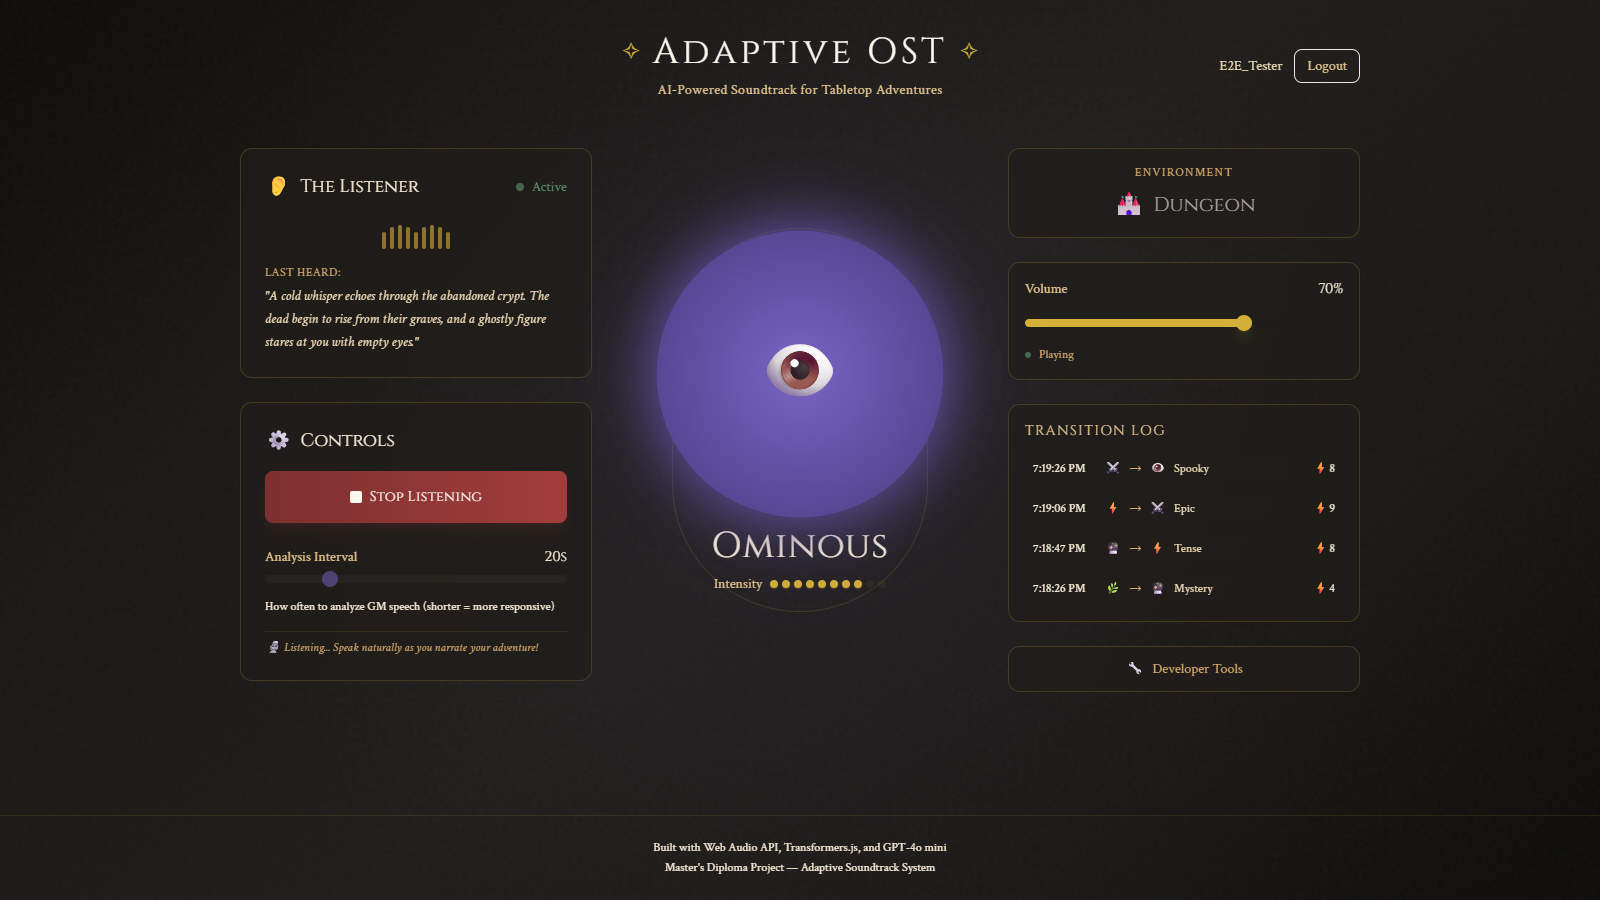 Adaptive OST
AI-Powered Soundtrack for Tabletop Adventures
E2E_Tester
Logout
The Listener
Active
LAST HEARD:
"A cold whisper echoes through the abandoned crypt. The
dead begin to rise from their graves, and a ghostly figure
stares at you with empty eyes."
Controls
Stop Listening
Analysis Interval
20s
How often to analyze GM speech (shorter = more responsive)
Listening... Speak naturally as you narrate your adventure!
Ominous
Intensity
ENVIRONMENT
Dungeon
Volume
70%
Playing
TRANSITION LOG
7:19:26 PM → Spooky 8
7:19:06 PM → Epic 9
7:18:47 PM → Tense 8
7:18:26 PM → Mystery 4
Developer Tools
Built with Web Audio API, Transformers.js, and GPT-4o mini
Master's Diploma Project — Adaptive Soundtrack System